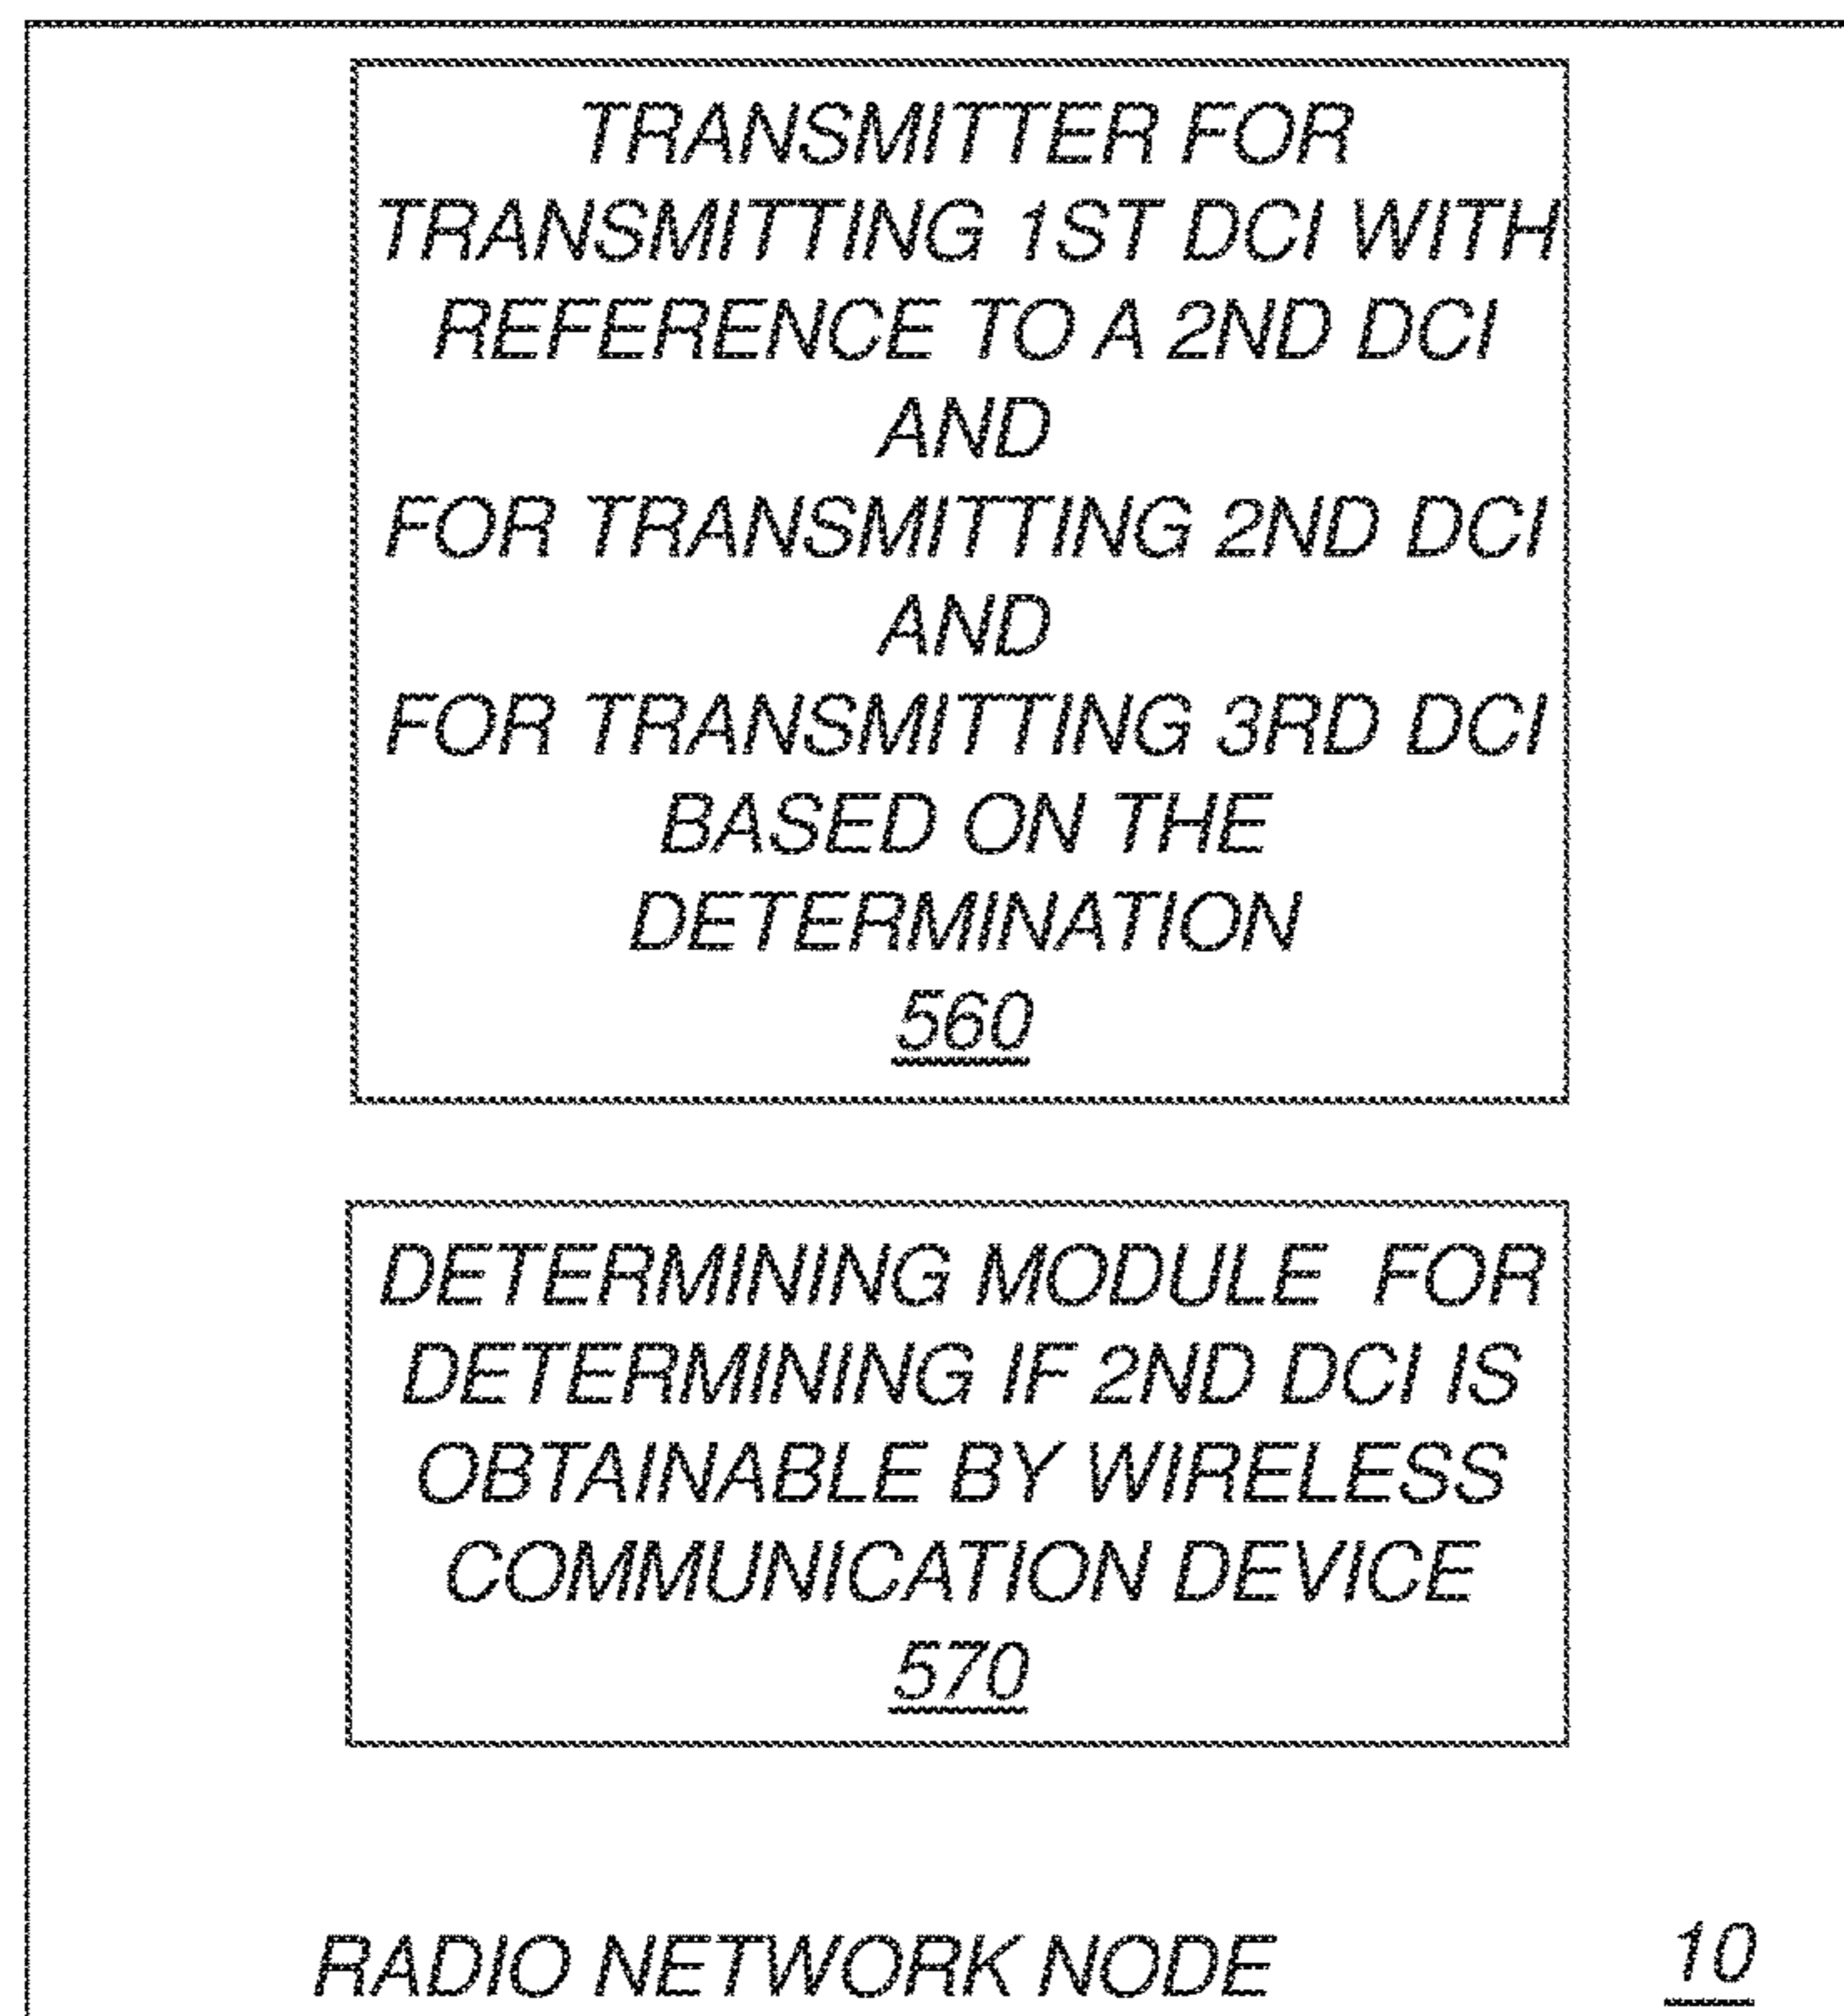 TRANSMITTER FOR
TRANSMITTING 1ST DCI WITH
REFERENCE TO A 2ND DCI
AND
FOR TRANSMITTING 2ND DCI
AND
FOR TRANSMITTING 3RD DCI
BASED ON THE
DETERMINATION
560
DETERMINING MODULE FOR
DETERMINING IF 2ND DCI IS
OBTAINABLE BY WIRELESS
COMMUNICATION DEVICE
570
RADIO NETWORK NODE 10